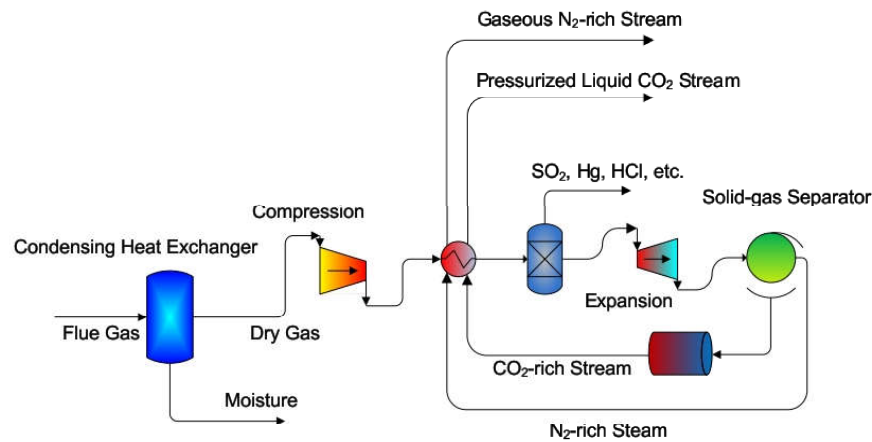 Gaseous N₂-rich Stream
Pressurized Liquid CO₂ Stream
SO₂, Hg, HCl, etc.
Solid-gas Separator
Compression
Condensing Heat Exchanger
Expansion
Flue Gas
Dry Gas
CO₂-rich Stream
Moisture
N₂-rich Steam